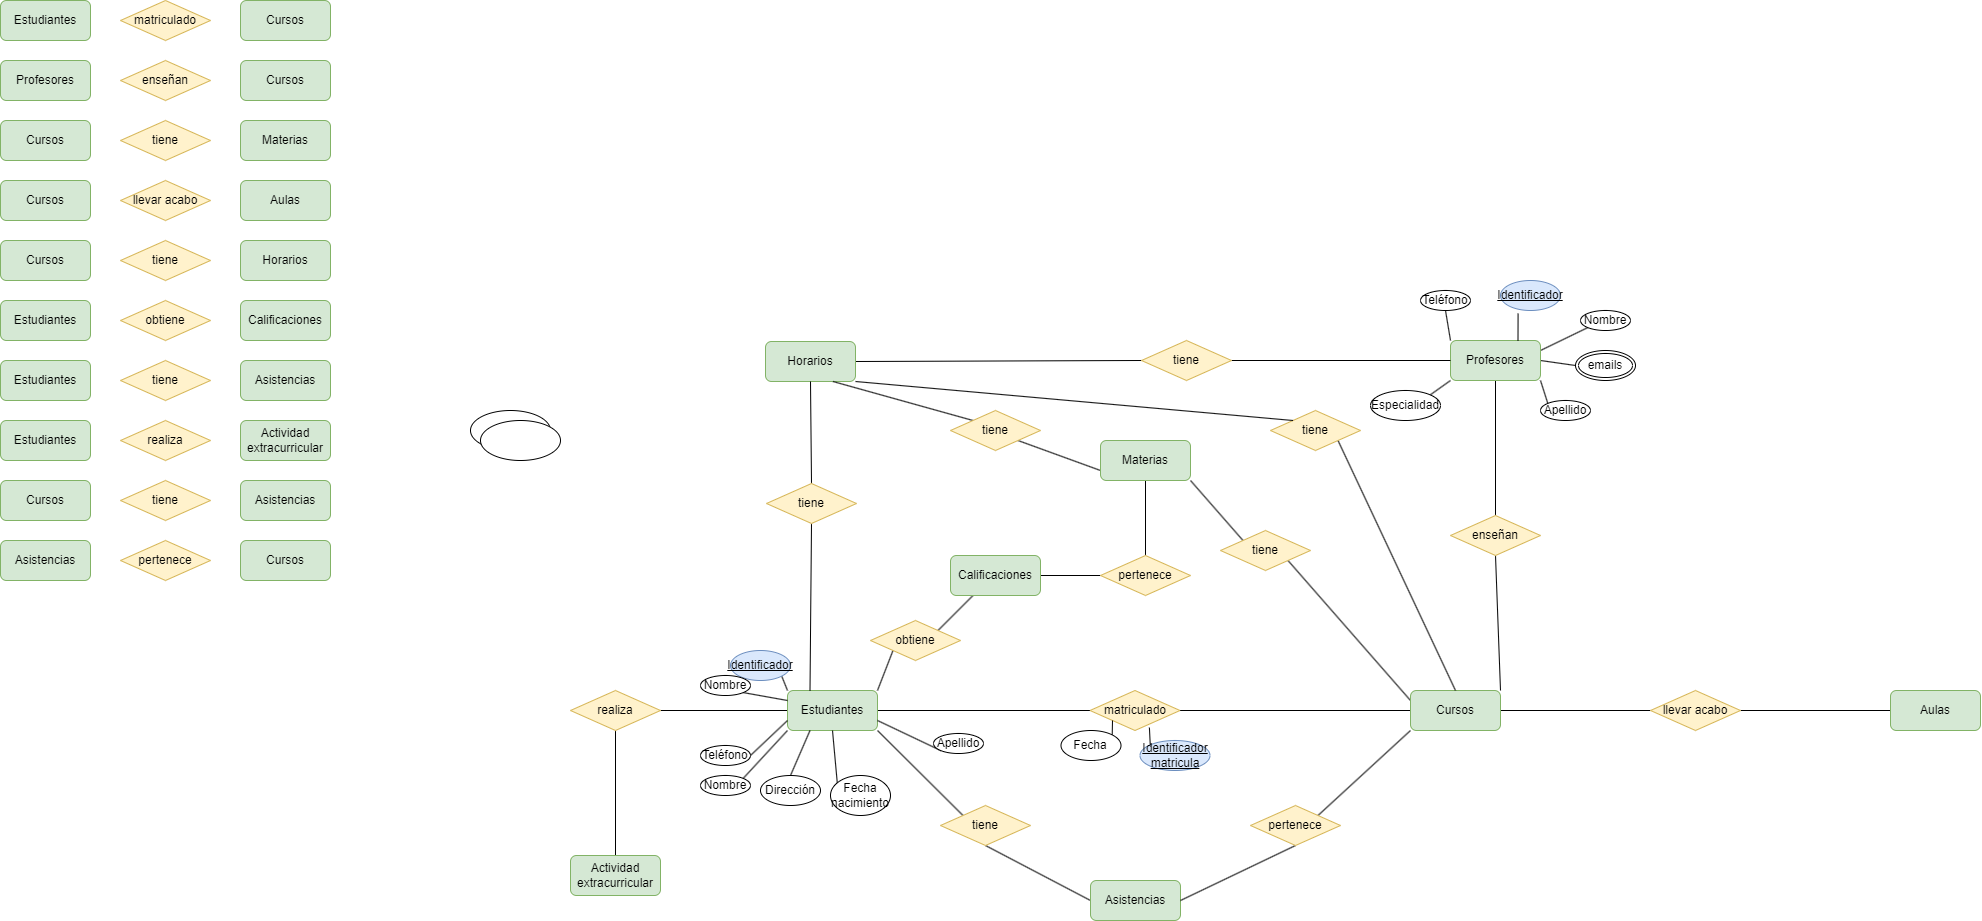 Estudiantes
matriculado
Cursos
Profesores
enseñan
Cursos
Cursos
tiene
Materias
Cursos
llevar acabo
Aulas
Cursos
tiene
Horarios
Estudiantes
obtiene
Calificaciones
Estudiantes
tiene
Asistencias
Estudiantes
realiza
Actividad
extracurricular
Cursos
tiene
Asistencias
Asistencias
pertenece
Cursos
Teléfono
Identificador
Nombre
Horarios
tiene
Profesores
emails
Especialidad
Apellido
tiene
tiene
Materias
tiene
enseñan
tiene
Calificaciones
pertenece
obtiene
Identificador
Nombre
realiza
Estudiantes
matriculado
Cursos
llevar acabo
Aulas
Teléfono
Apellido
Fecha
Identificador
matricula
Nombre
Dirección
Fecha
nacimiento
tiene
pertenece
Actividad
extracurricular
Asistencias